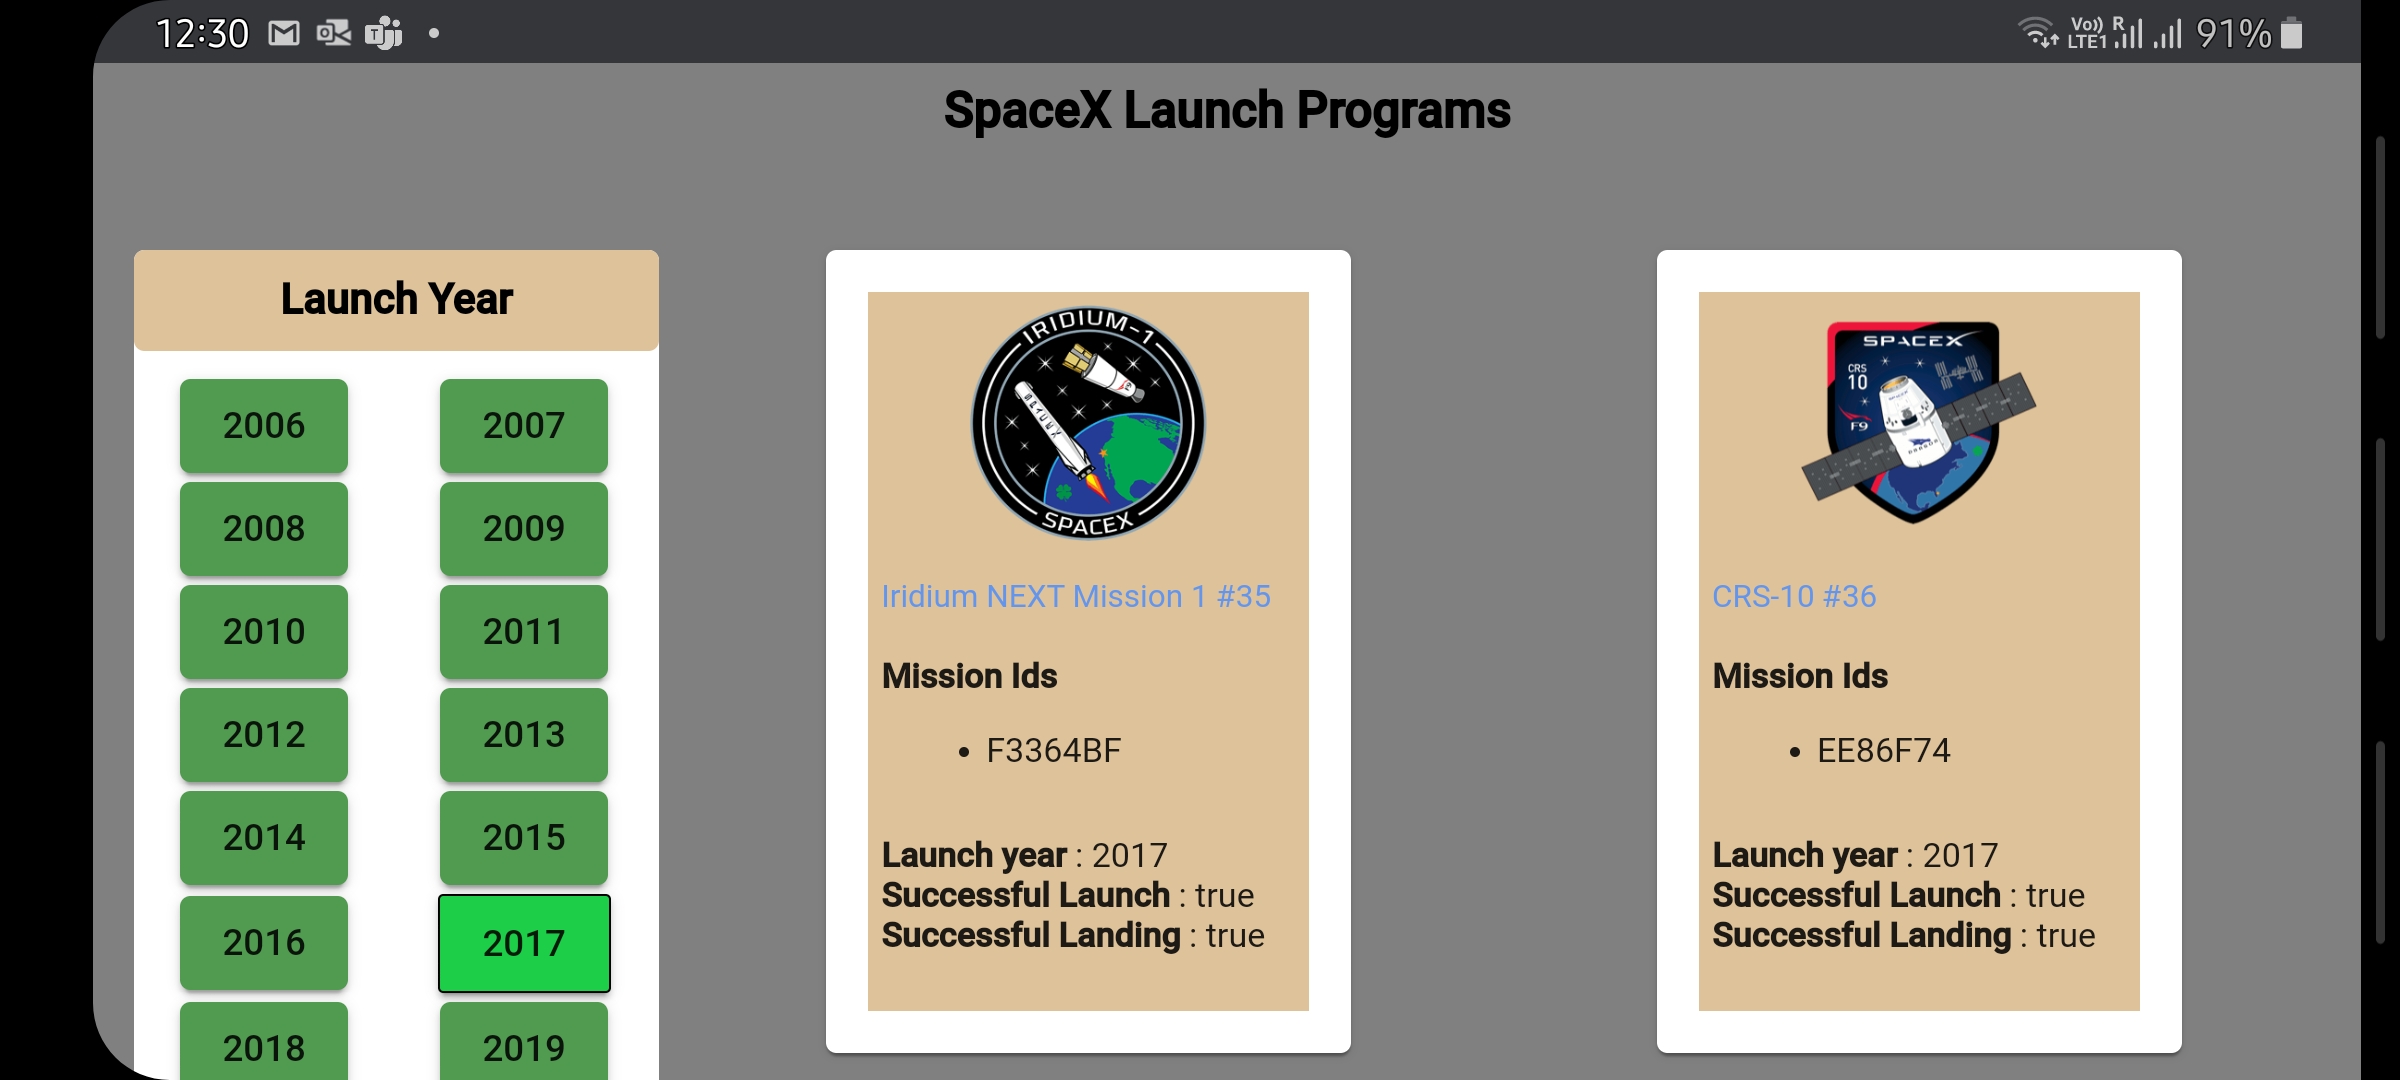 12:30
Vo)) R
LTE1
91%
SpaceX Launch Programs
Launch Year
2006 2007
2008 2009
2010 2011
2012 2013
2014 2015
2016 2017
2018 2019
IRIDIUM-1
SPACEX
SPACEX
Iridium NEXT Mission 1 #35
Mission Ids
• F3364BF
Launch year : 2017
Successful Launch : true
Successful Landing : true
SPACEX
CRS
10
F9
CRS-10 #36
Mission Ids
• EE86F74
Launch year : 2017
Successful Launch : true
Successful Landing : true